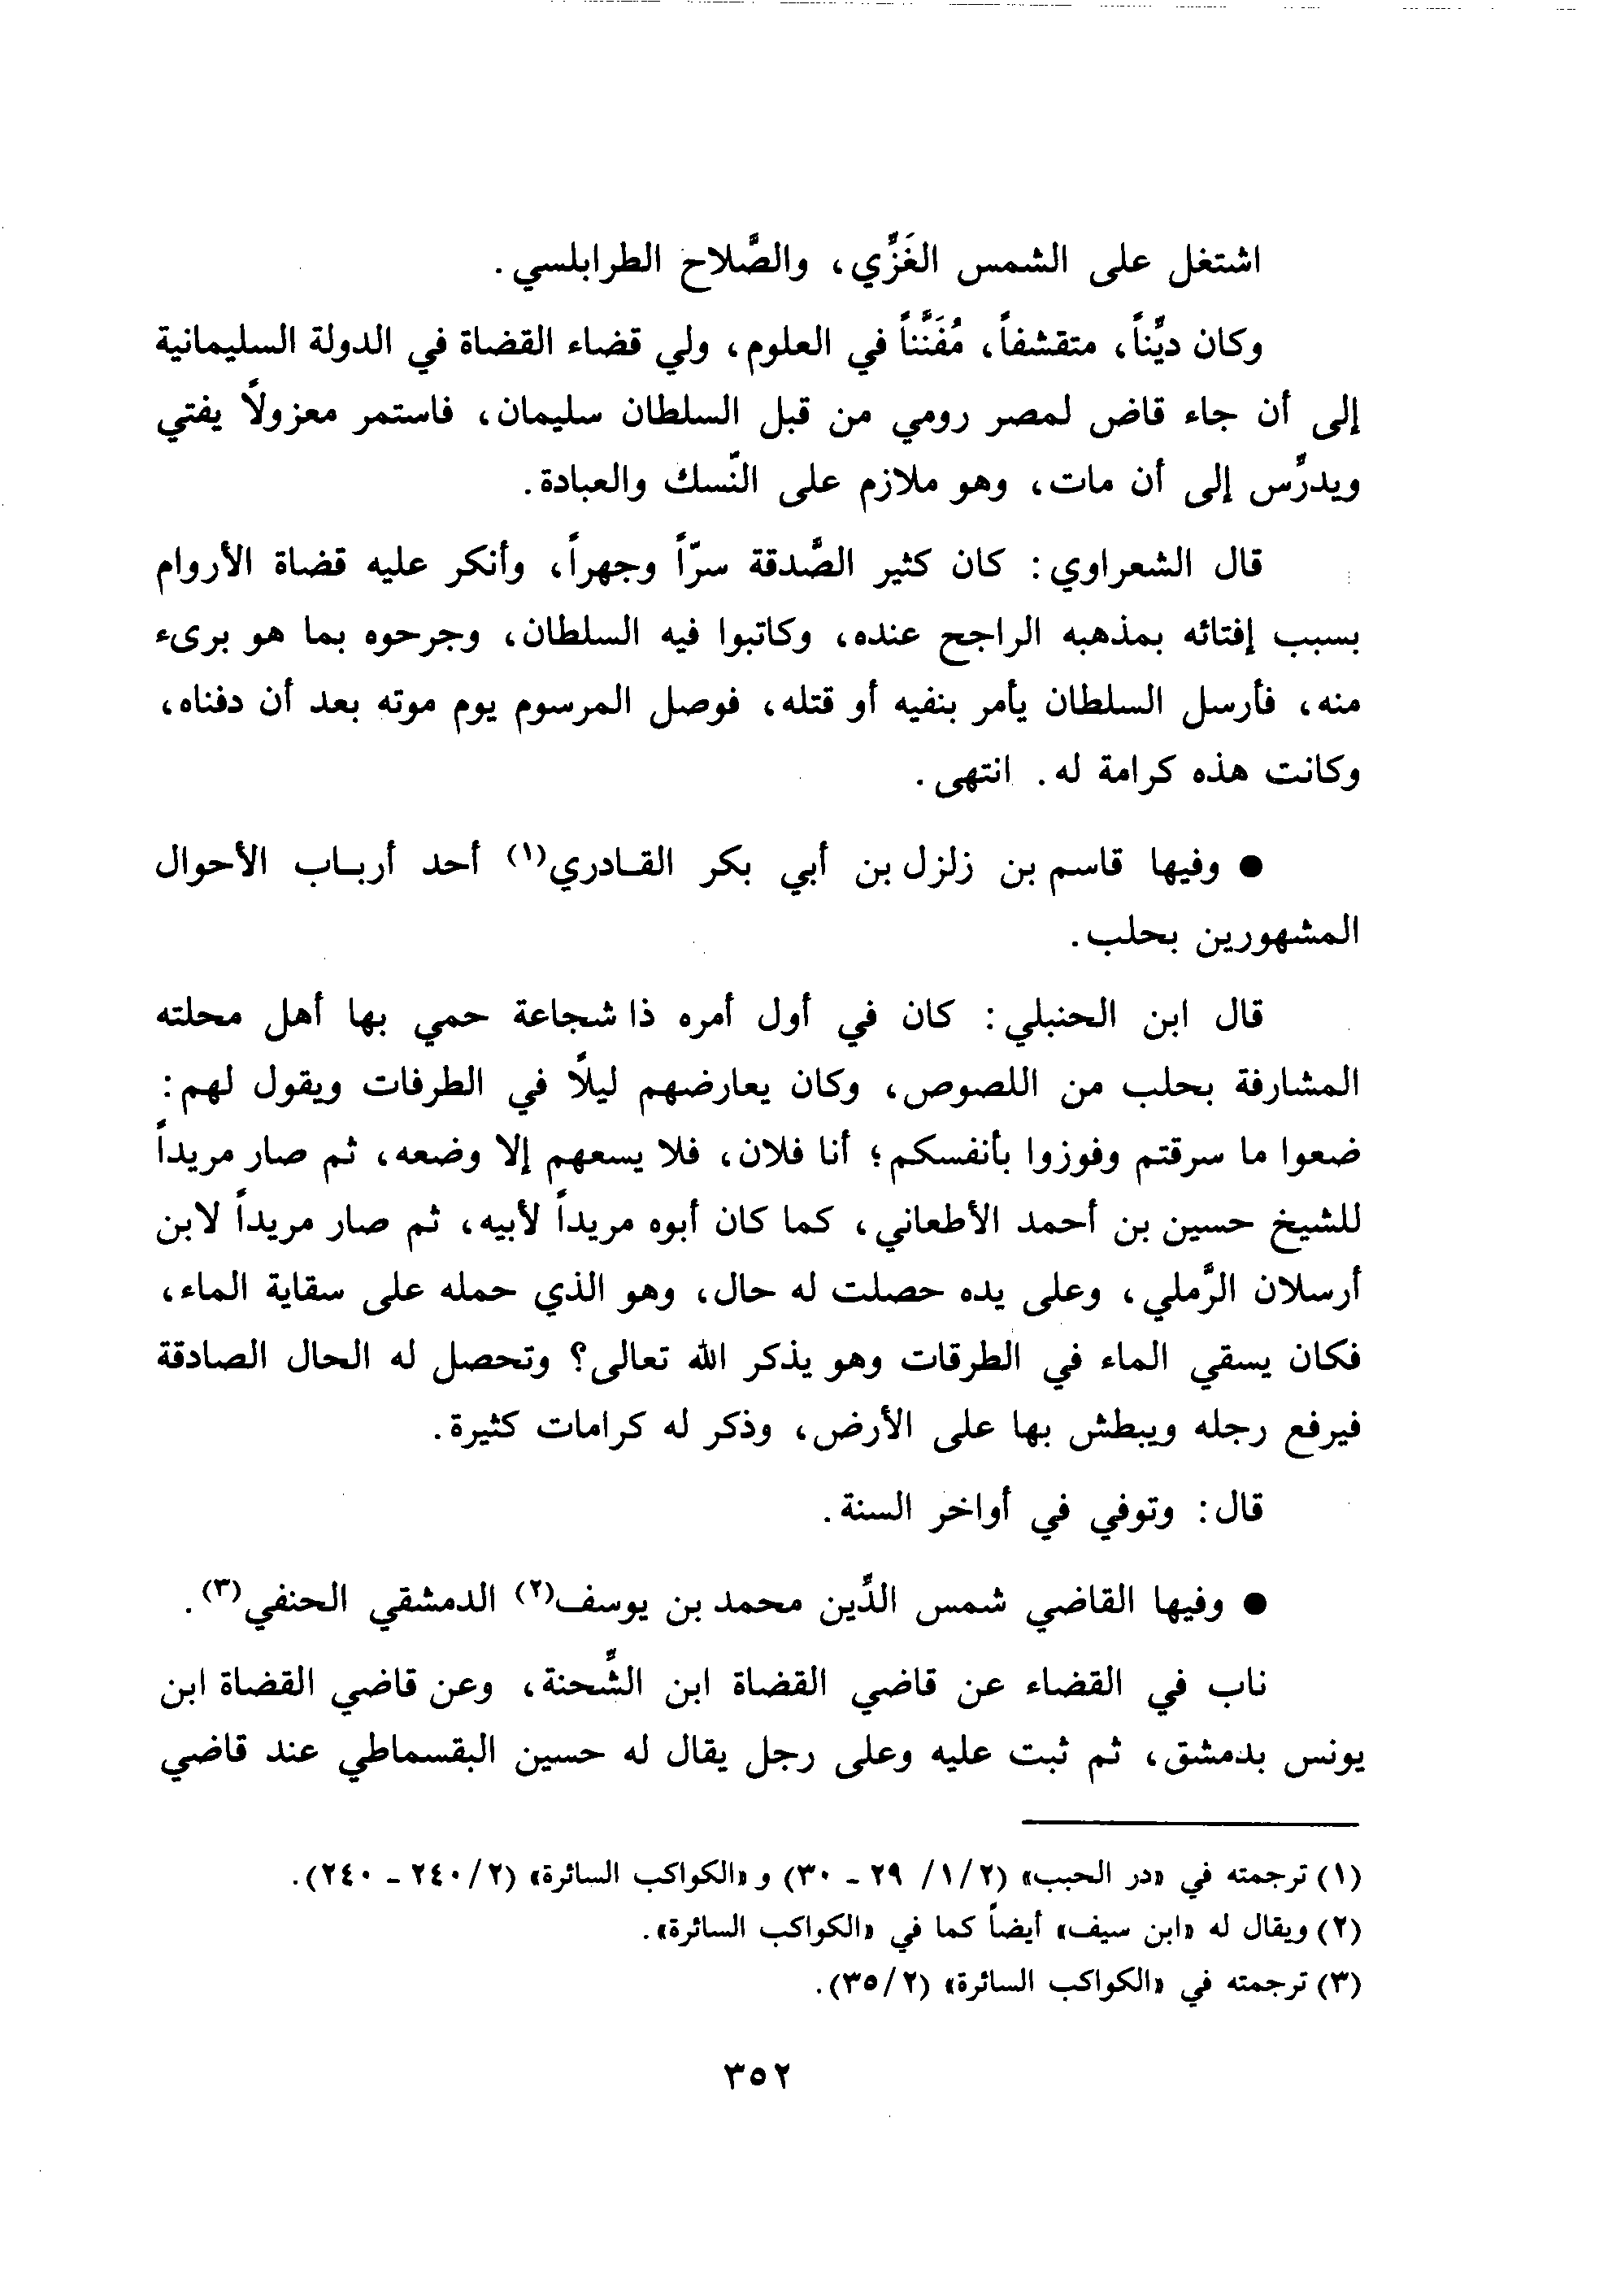 اشتغل على الشمس الغَزِّي، والصَّلاح الطرابلسي.
وكان ديِّناً، متقشفاً، مُفَنَّناً في العلوم، ولي قضاء القضاة في الدولة السليمانية
إلى أن جاء قاض لمصر رومي من قبل السلطان سليمان، فاستمر معزولاً يفتي
ويدرِّس إلى أن مات، وهو ملازم على النّسك والعبادة.
قال الشعراوي: كان كثير الصَّدقة سرّاً وجهراً، وأنكر عليه قضاة الأروام
بسبب إفتائه بمذهبه الراجح عنده، وكاتبوا فيه السلطان، وجرحوه بما هو برىء
منه، فأرسل السلطان يأمر بنفيه أو قتله، فوصل المرسوم يوم موته بعد أن دفناه،
وكانت هذه كرامة له. انتهى.
● وفيها قاسم بن زلزل بن أبي بكر القـادري(١) أحد أربـاب الأحوال
المشهورين بحلب.
قال ابن الحنبلي: كان في أول أمره ذا شجاعة حمي بها أهل محلته
المشارفة بحلب من اللصوص، وكان يعارضهم ليلًا في الطرفات ويقول لهم:
ضعوا ما سرقتم وفوزوا بأنفسكم؛ أنا فلان، فلا يسعهم إلا وضعه، ثم صار مريداً
للشيخ حسين بن أحمد الأطعاني، كما كان أبوه مريداً لأبيه، ثم صار مريداً لابن
أرسلان الرَّملي، وعلى يده حصلت له حال، وهو الذي حمله على سقاية الماء،
فكان يسقي الماء في الطرقات وهو يذكر الله تعالى؟ وتحصل له الحال الصادقة
فيرفع رجله ويبطش بها على الأرض، وذكر له كرامات كثيرة.
قال: وتوفي في أواخر السنة.
● وفيها القاضي شمس الدِّين محمد بن يوسف(٢) الدمشقي الحنفي(٣).
ناب في القضاء عن قاضي القضاة ابن الشِّحنة، وعن قاضي القضاة ابن
يونس بدمشق، ثم ثبت عليه وعلى رجل يقال له حسين البقسماطي عند قاضي
(١) ترجمته في «در الحبب» (٢/١/ ٢٩ - ٣٠) و «الكواكب السائرة» (٢/٢٤٠ - ٢٤٠).
(٢) ويقال له «ابن سيف» أيضاً كما في «الكواكب السائرة».
(٣) ترجمته في «الكواكب السائرة» (٢/٣٥).
٣٥٢